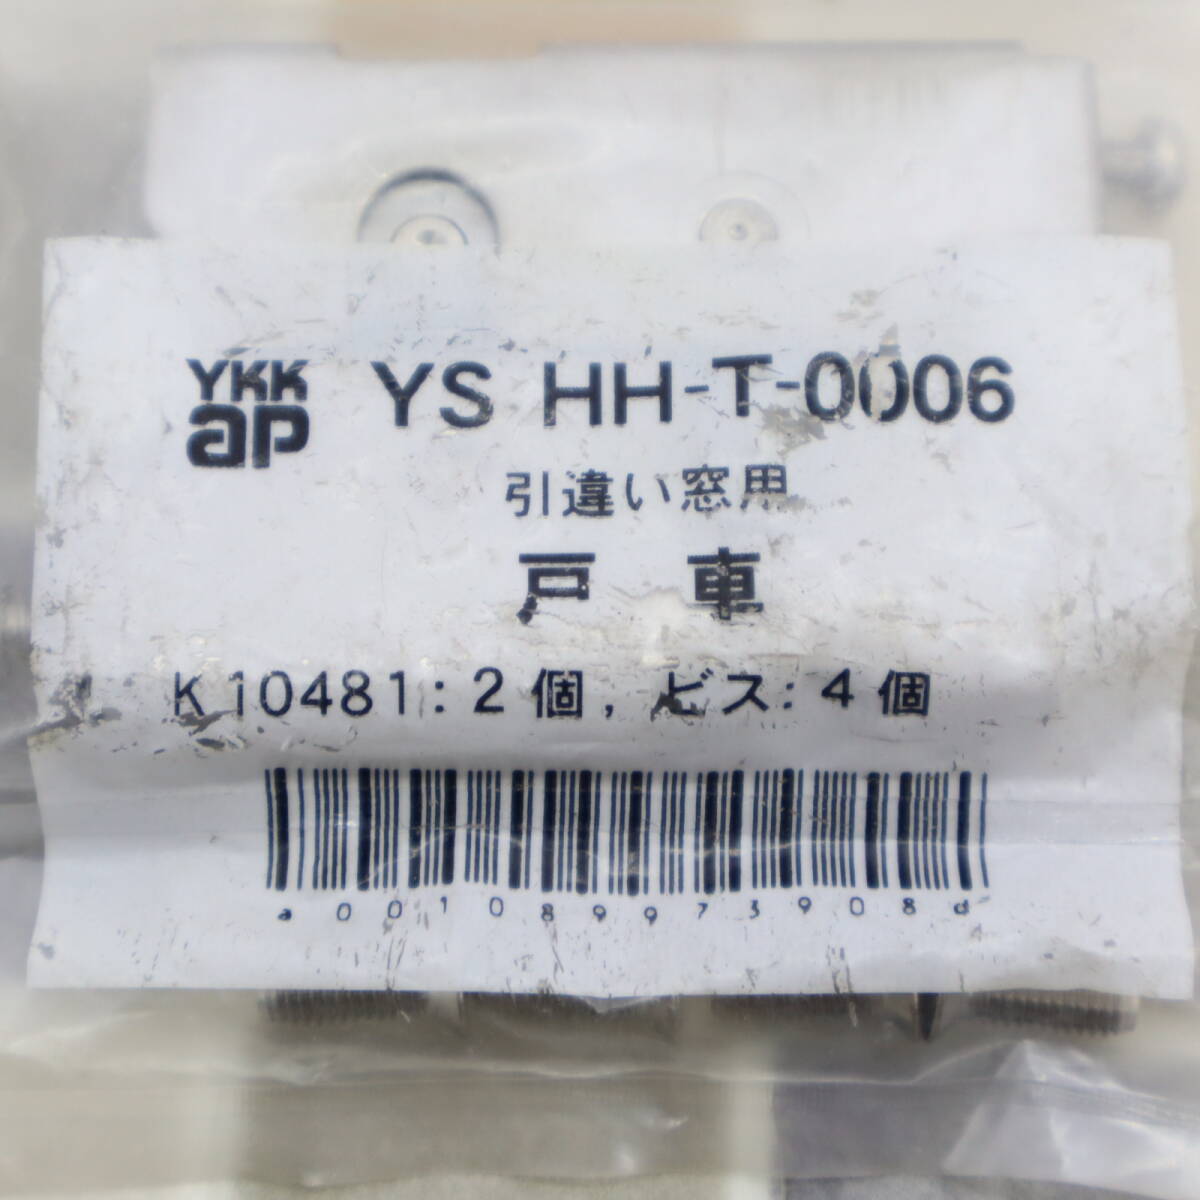 YKK
ap YS HH-T-0006
引違い窓用
戸車
K10481:2個, ビス:4個
a001089973908d